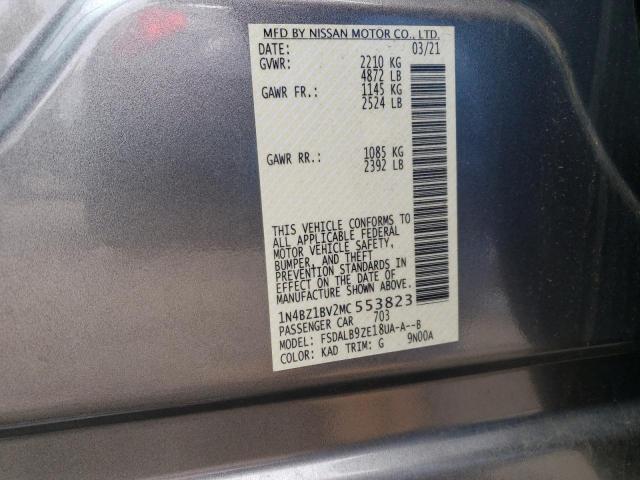 MFD BY NISSAN MOTOR CO., LTD.
DATE: 03/21
GVWR: 2210 KG
4872 LB
GAWR FR.: 1145 KG
2524 LB
GAWR RR.: 1085 KG
2392 LB
THIS VEHICLE CONFORMS TO
ALL APPLICABLE FEDERAL
MOTOR VEHICLE SAFETY,
BUMPER, AND THEFT
PREVENTION STANDARDS IN
EFFECT ON THE DATE OF
MANUFACTURE SHOWN ABOVE.
1N4BZ1BV2MC 553823
PASSENGER CAR 703
MODEL: FSDALB9ZE18UA-A--B
COLOR: KAD TRIM: G 9N00A